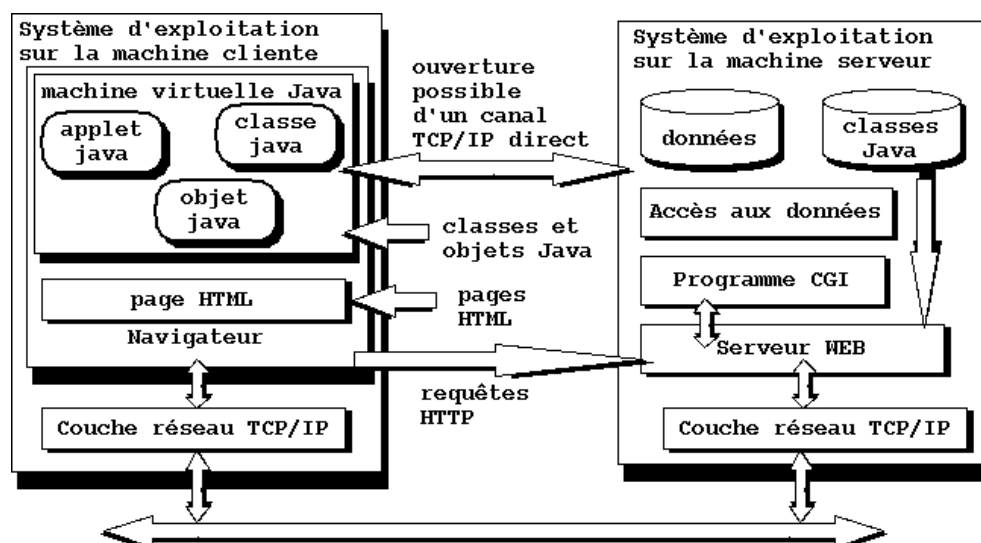 Système d'exploitation
sur la machine cliente
machine virtuelle Java
applet
java
classe
java
objet
java
page HTML
Navigateur
Couche réseau TCP/IP
ouverture
possible
d'un canal
TCP/IP direct
classes et
objets Java
pages
HTML
requêtes
HTTP
Système d'exploitation
sur la machine serveur
données
classes
Java
Accès aux données
Programme CGI
Serveur WEB
Couche réseau TCP/IP